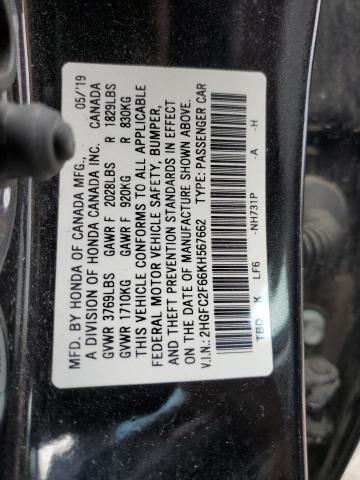 MFD. BY HONDA OF CANADA MFG., 05/'19
A DIVISION OF HONDA CANADA INC. CANADA
GVWR 3769LBS GAWR F 2028LBS R 1829LBS
GVWR 1710KG GAWR F 920KG R 830KG
THIS VEHICLE CONFORMS TO ALL APPLICABLE
FEDERAL MOTOR VEHICLE SAFETY, BUMPER,
AND THEFT PREVENTION STANDARDS IN EFFECT
ON THE DATE OF MANUFACTURE SHOWN ABOVE.
V.I.N.: 2HGFC2F66KH567662 TYPE: PASSENGER CAR
-NH731P -A -H
TBD K LF6